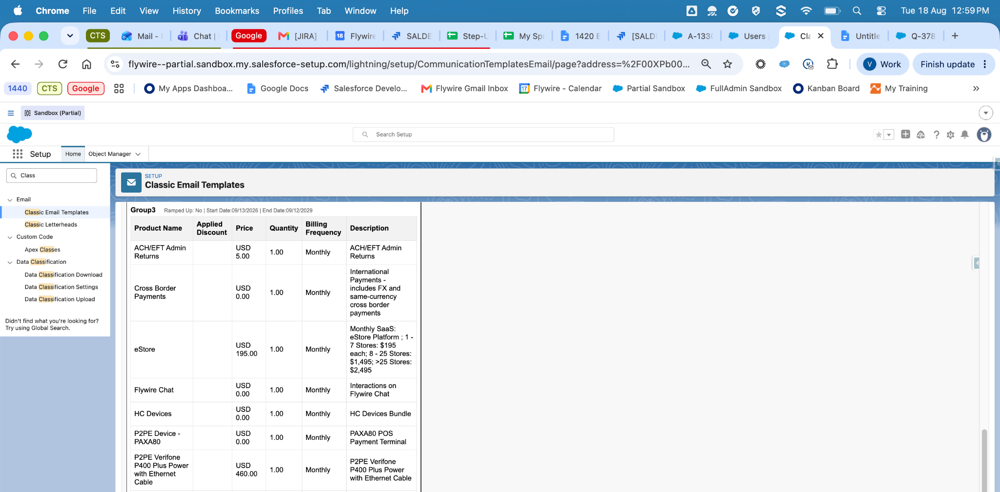 Chrome File Edit View History Bookmarks Profiles Tab Window Help Tue 18 Aug 12:59 PM
CTS Mail - Chat | Google [JIRA] 18 Flywire SALDE Step-U My Spr 1420 E [SALD A-133 Users Cla Untitle Q-378
flywire--partial.sandbox.my.salesforce-setup.com/lightning/setup/CommunicationTemplatesEmail/page?address=%2F00XPb00... V Work Finish update
1440 CTS Google My Apps Dashboa... Google Docs Salesforce Develo... Flywire Gmail Inbox 17 Flywire - Calendar Partial Sandbox FullAdmin Sandbox Kanban Board My Training »
Sandbox (Partial)
Search Setup
Setup Home Object Manager
Class
Email
Classic Email Templates
Classic Letterheads
Custom Code
Apex Classes
Data Classification
Data Classification Download
Data Classification Settings
Data Classification Upload
Didn't find what you're looking for?
Try using Global Search.
SETUP
Classic Email Templates
Group3 Ramped Up: No | Start Date:09/13/2026 | End Date:09/12/2029
Product Name Applied Discount Price Quantity Billing Frequency Description
ACH/EFT Admin Returns USD 5.00 1.00 Monthly ACH/EFT Admin Returns
Cross Border Payments USD 0.00 1.00 Monthly International Payments - includes FX and same-currency cross border payments
eStore USD 195.00 1.00 Monthly Monthly SaaS: eStore Platform ; 1 - 7 Stores: $195 each; 8 - 25 Stores: $1,495; >25 Stores: $2,495
Flywire Chat USD 0.00 1.00 Monthly Interactions on Flywire Chat
HC Devices USD 0.00 1.00 Monthly HC Devices Bundle
P2PE Device - PAXA80 USD 0.00 1.00 Monthly PAXA80 POS Payment Terminal
P2PE Verifone P400 Plus Power with Ethernet Cable USD 460.00 1.00 Monthly P2PE Verifone P400 Plus Power with Ethernet Cable